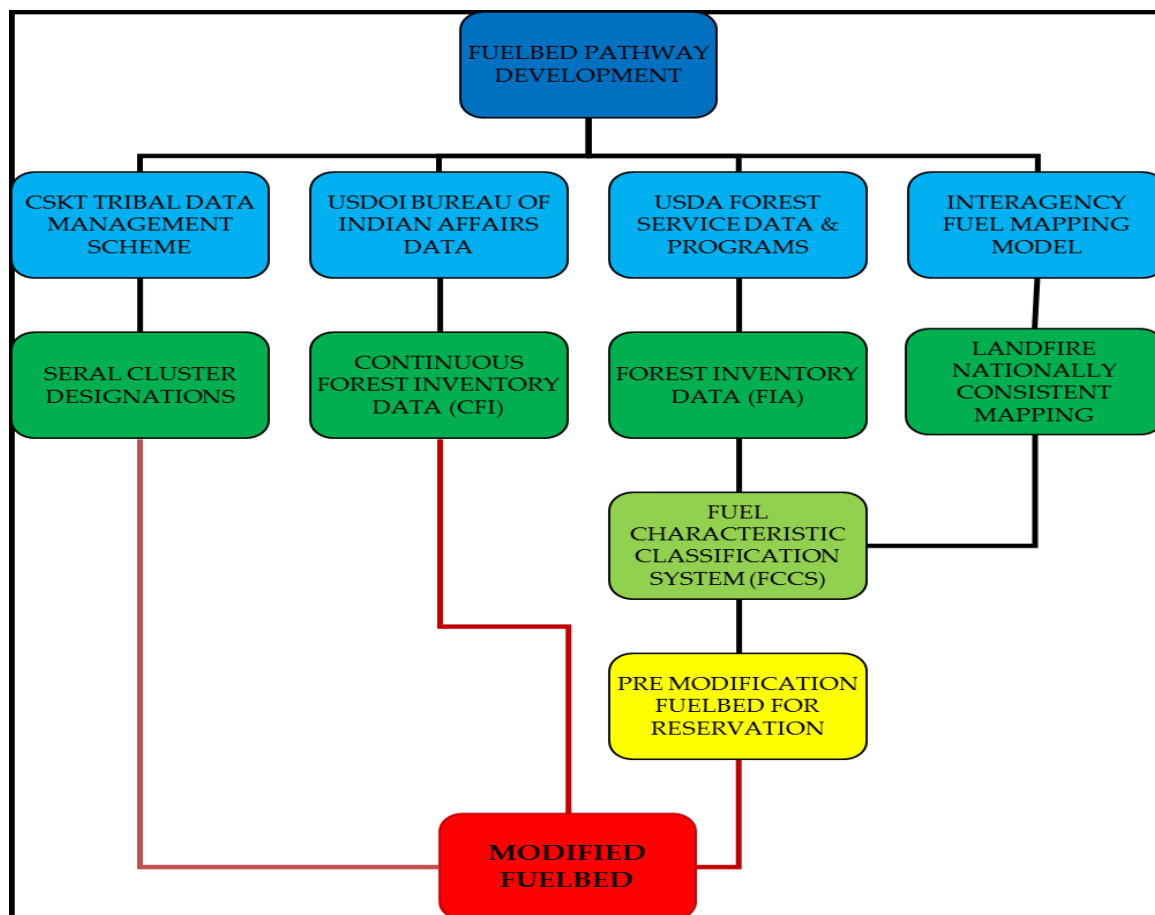 FUELBED PATHWAY
DEVELOPMENT
CSKT TRIBAL DATA
MANAGEMENT
SCHEME
USDOI BUREAU OF
INDIAN AFFAIRS
DATA
USDA FOREST
SERVICE DATA &
PROGRAMS
INTERAGENCY
FUEL MAPPING
MODEL
SERAL CLUSTER
DESIGNATIONS
CONTINUOUS
FOREST INVENTORY
DATA (CFI)
FOREST INVENTORY
DATA (FIA)
LANDFIRE
NATIONALLY
CONSISTENT
MAPPING
FUEL
CHARACTERISTIC
CLASSIFICATION
SYSTEM (FCCS)
PRE MODIFICATION
FUELBED FOR
RESERVATION
MODIFIED
FUELBED